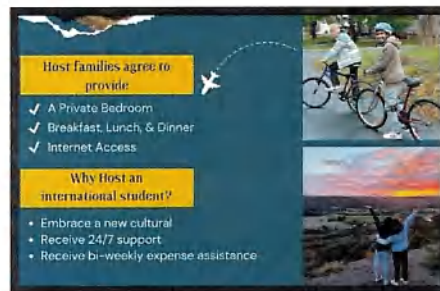 Host families agree to
provide
✓ A Private Bedroom
✓ Breakfast, Lunch, & Dinner
✓ Internet Access
Why Host an
international student?
• Embrace a new cultural
• Receive 24/7 support
• Receive bi-weekly expense assistance